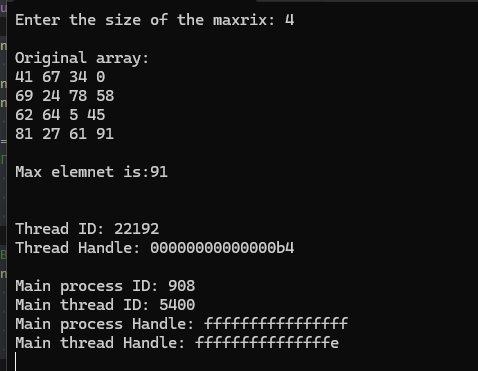 Enter the size of the maxrix: 4
Original array:
41 67 34 0
69 24 78 58
62 64 5 45
81 27 61 91
Max elemnet is:91
Thread ID: 22192
Thread Handle: 00000000000000b4
Main process ID: 908
Main thread ID: 5400
Main process Handle: ffffffffffffffff
Main thread Handle: fffffffffffffffe